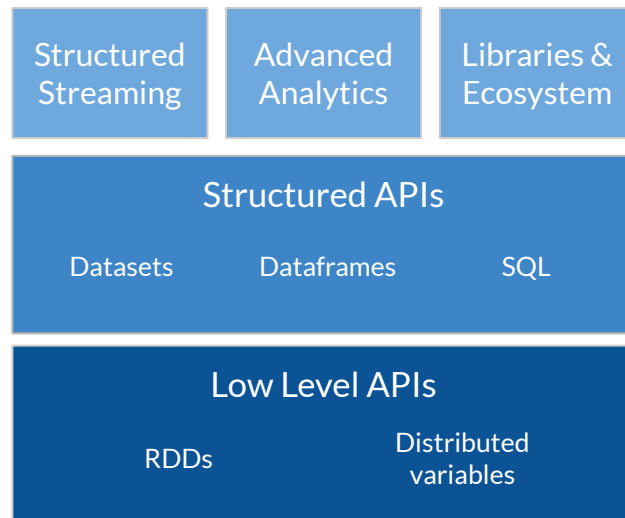 Structured
Streaming
Advanced
Analytics
Libraries &
Ecosystem
Structured APIs
Datasets
Dataframes
SQL
Low Level APIs
RDDs
Distributed
variables